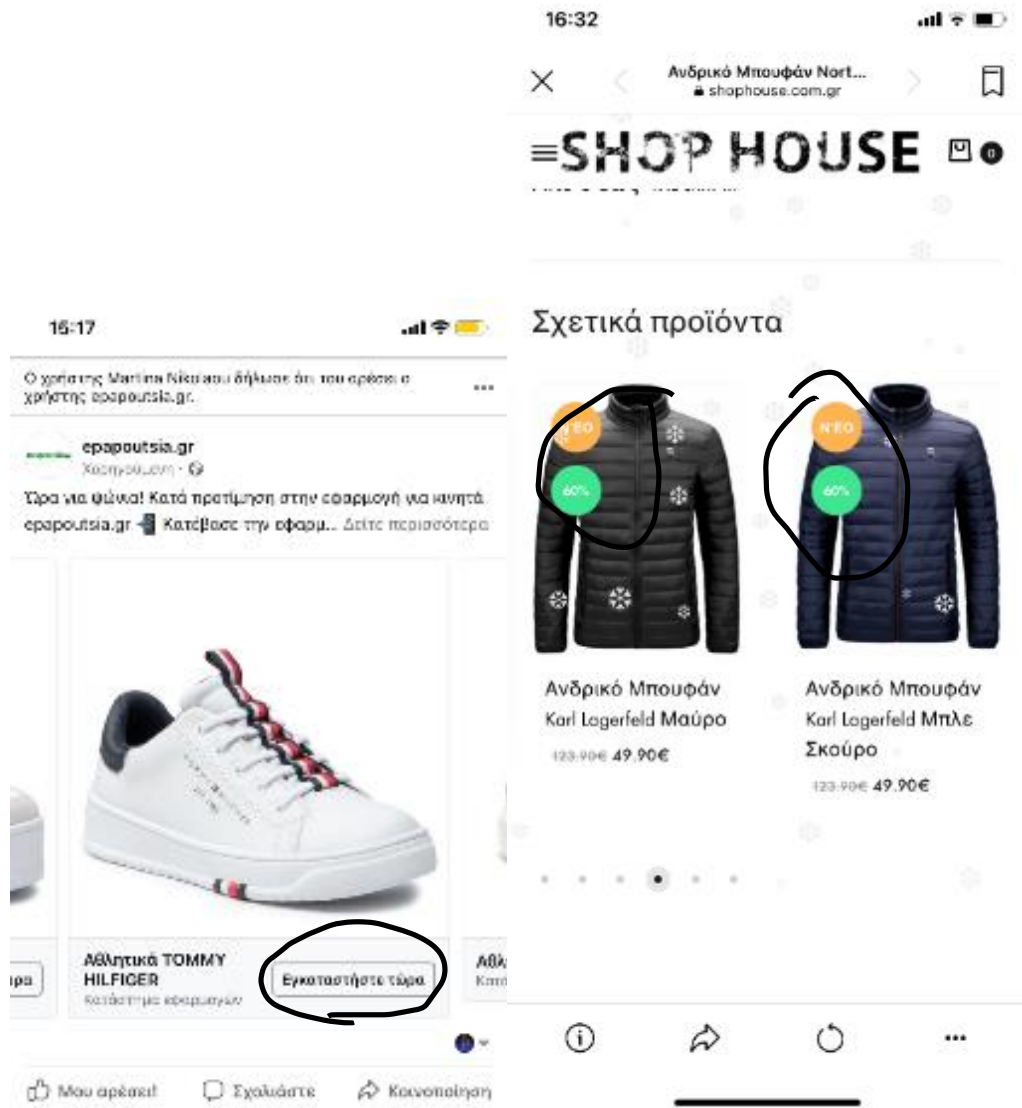 15:17
Ο χρήστης Martina Nikolaou δήλωσε ότι του αρέσει ο
χρήστης epapoutsia.gr.
epapoutsia.gr
Χορηγούμενη ·
Ώρα για ψώνια! Κατά προτίμηση στην εφαρμογή για κινητά
epapoutsia.gr Κατέβασε την εφαρμ... Δείτε περισσότερα
Αθλητικά TOMMY
HILFIGER
Κατάστημα εφαρμογών
Εγκαταστήστε τώρα
Μου αρέσει!
Σχολιάστε
Κοινοποίηση
16:32
Ανδρικό Μπουφάν Nort...
shophouse.com.gr
SHOP HOUSE
0
Σχετικά προϊόντα
ΝΈΟ
60%
ΝΈΟ
60%
Ανδρικό Μπουφάν
Karl Lagerfeld Μαύρο
123.90€ 49.90€
Ανδρικό Μπουφάν
Karl Lagerfeld Μπλε
Σκούρο
123.90€ 49.90€